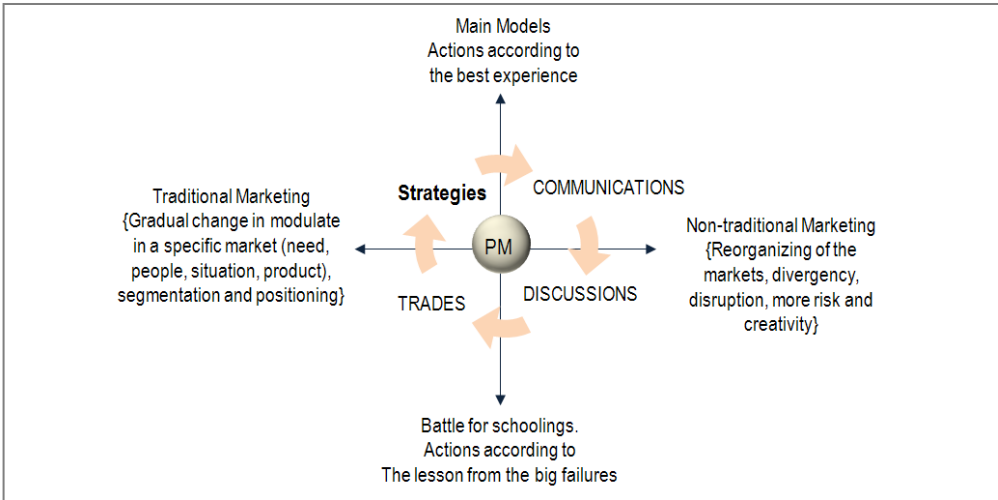 Main Models
Actions according to
the best experience
Strategies
COMMUNICATIONS
Traditional Marketing
{Gradual change in modulate
in a specific market (need,
people, situation, product),
segmentation and positioning}
PM
Non-traditional Marketing
{Reorganizing of the
markets, divergency,
disruption, more risk and
creativity}
TRADES
DISCUSSIONS
Battle for schoolings.
Actions according to
The lesson from the big failures